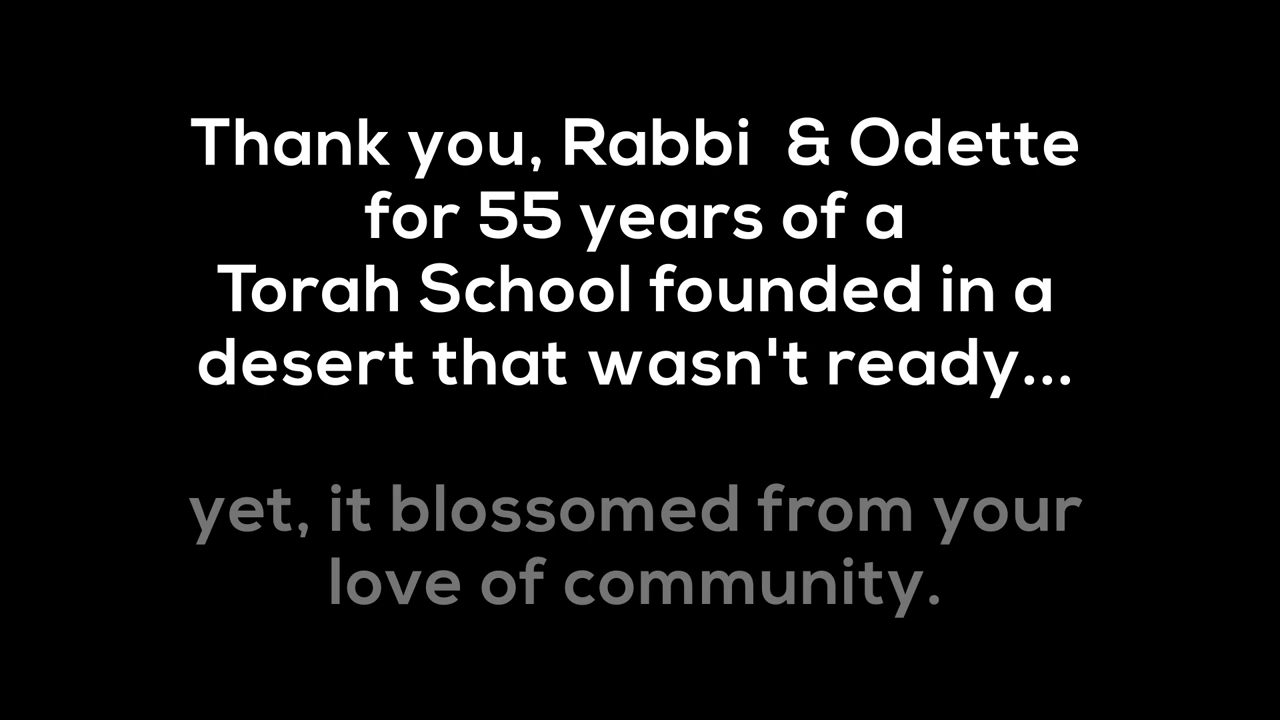 Thank you, Rabbi  & Odette
for 55 years of a
Torah School founded in a
desert that wasn't ready...
yet, it blossomed from your
love of community.